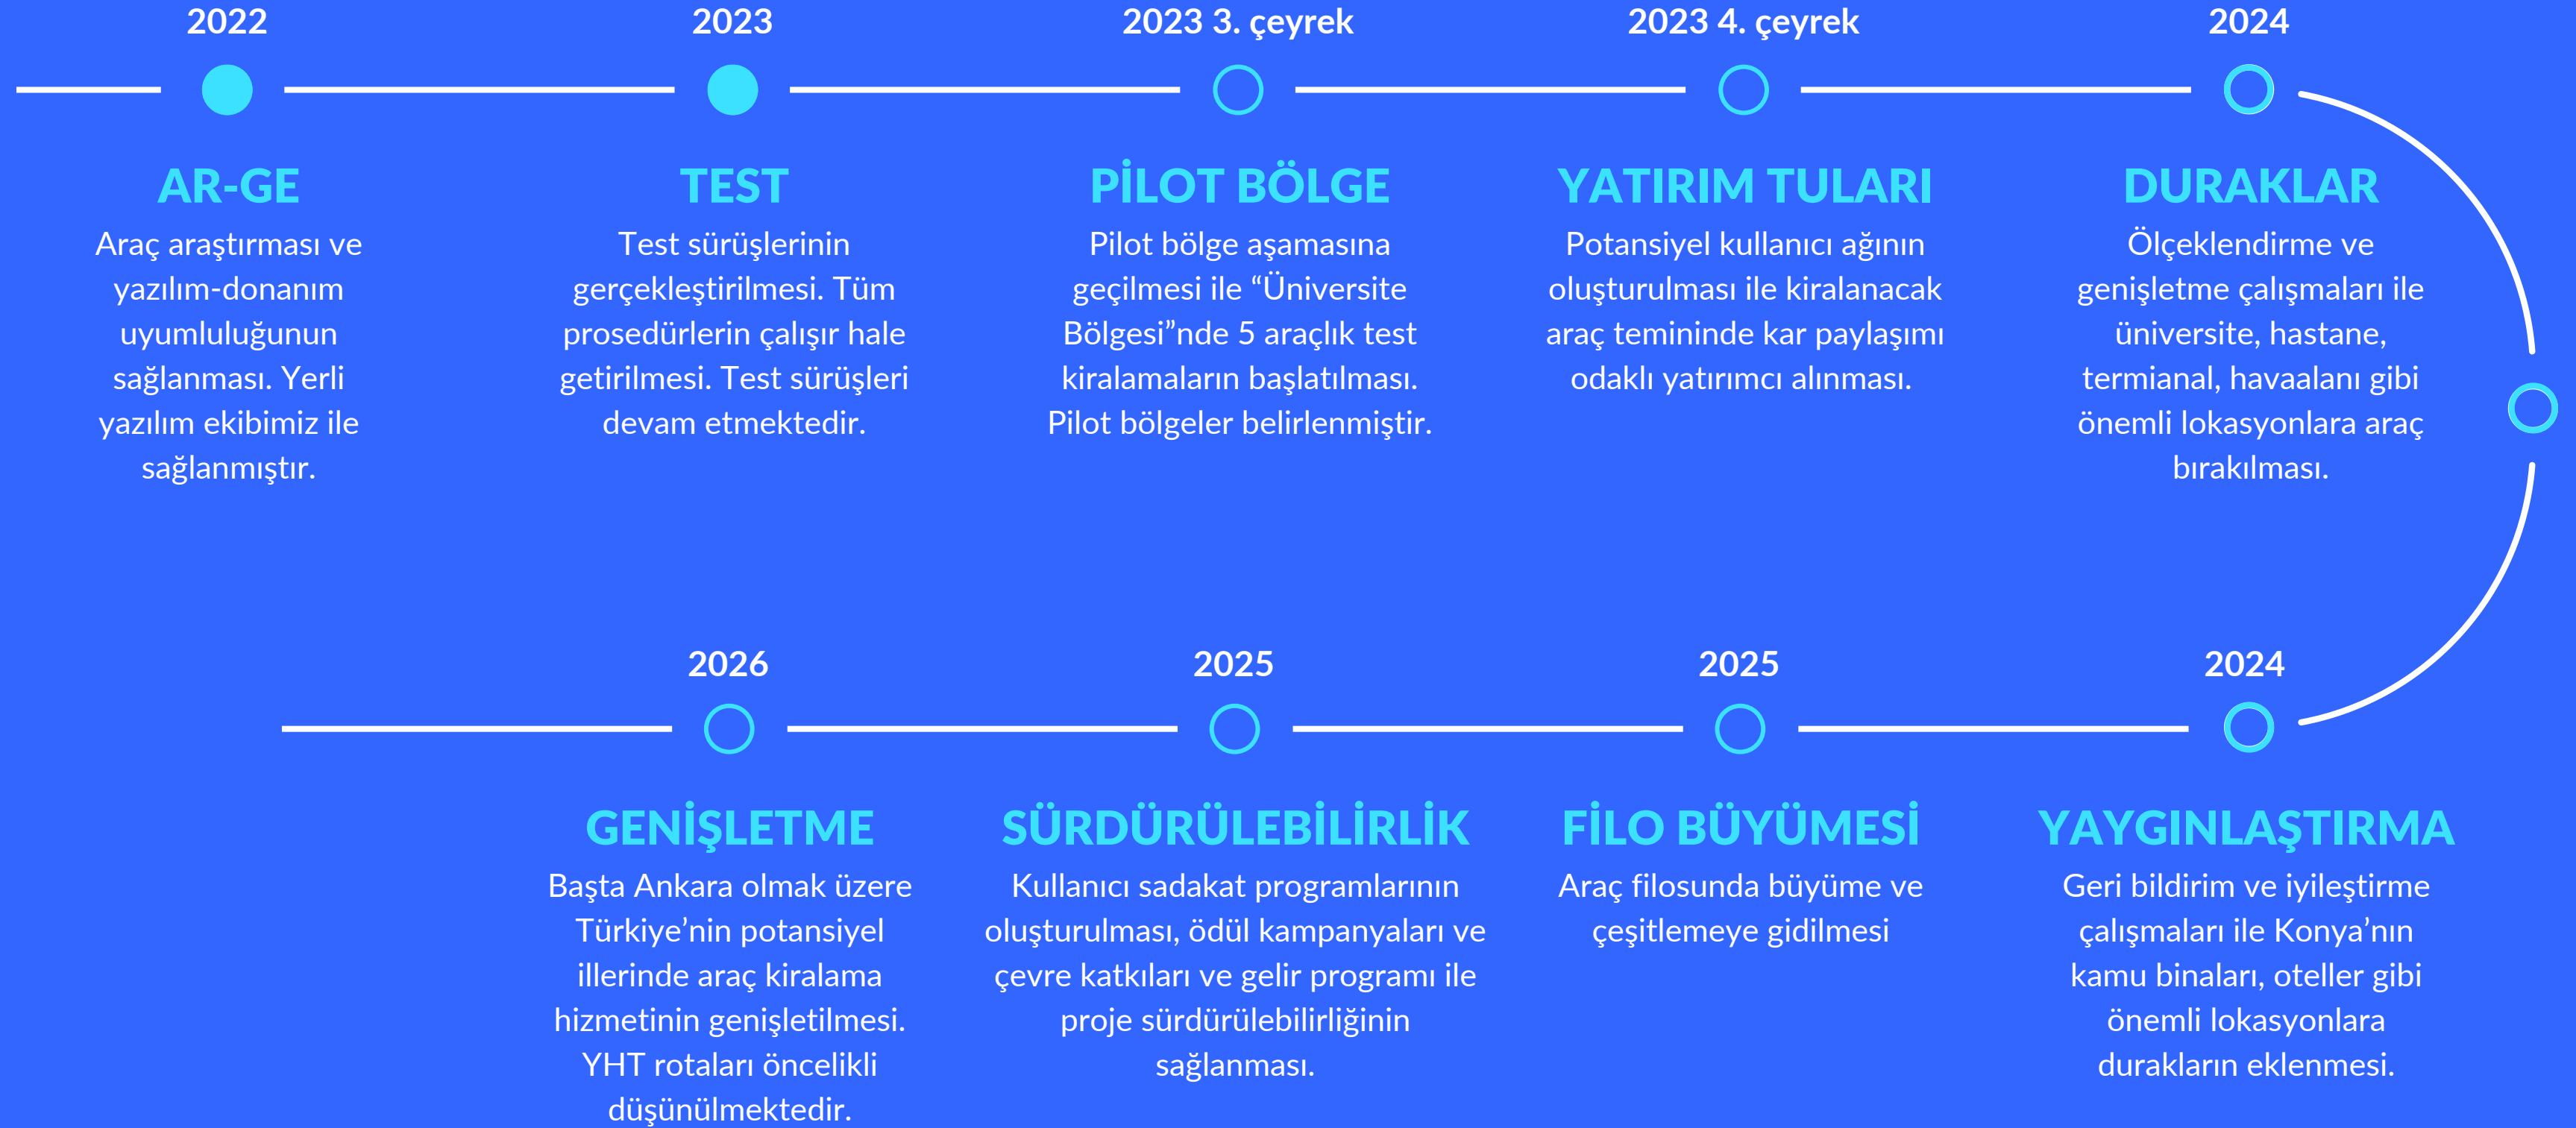 2022
AR-GE
Araç araştırması ve
yazılım-donanım
uyumluluğunun
sağlanması. Yerli
yazılım ekibimiz ile
sağlanmıştır.
2023
TEST
Test sürüşlerinin
gerçekleştirilmesi. Tüm
prosedürlerin çalışır hale
getirilmesi. Test sürüşleri
devam etmektedir.
2023 3. çeyrek
PİLOT BÖLGE
Pilot bölge aşamasına
geçilmesi ile “Üniversite
Bölgesi”nde 5 araçlık test
kiralamaların başlatılması.
Pilot bölgeler belirlenmiştir.
2023 4. çeyrek
YATIRIM TULARI
Potansiyel kullanıcı ağının
oluşturulması ile kiralanacak
araç temininde kar paylaşımı
odaklı yatırımcı alınması.
2024
DURAKLAR
Ölçeklendirme ve
genişletme çalışmaları ile
üniversite, hastane,
termianal, havaalanı gibi
önemli lokasyonlara araç
bırakılması.
2024
YAYGINLAŞTIRMA
Geri bildirim ve iyileştirme
çalışmaları ile Konya’nın
kamu binaları, oteller gibi
önemli lokasyonlara
durakların eklenmesi.
2025
FİLO BÜYÜMESİ
Araç filosunda büyüme ve
çeşitlemeye gidilmesi
2025
SÜRDÜRÜLEBİLİRLİK
Kullanıcı sadakat programlarının
oluşturulması, ödül kampanyaları ve
çevre katkıları ve gelir programı ile
proje sürdürülebilirliğinin
sağlanması.
2026
GENİŞLETME
Başta Ankara olmak üzere
Türkiye’nin potansiyel
illerinde araç kiralama
hizmetinin genişletilmesi.
YHT rotaları öncelikli
düşünülmektedir.